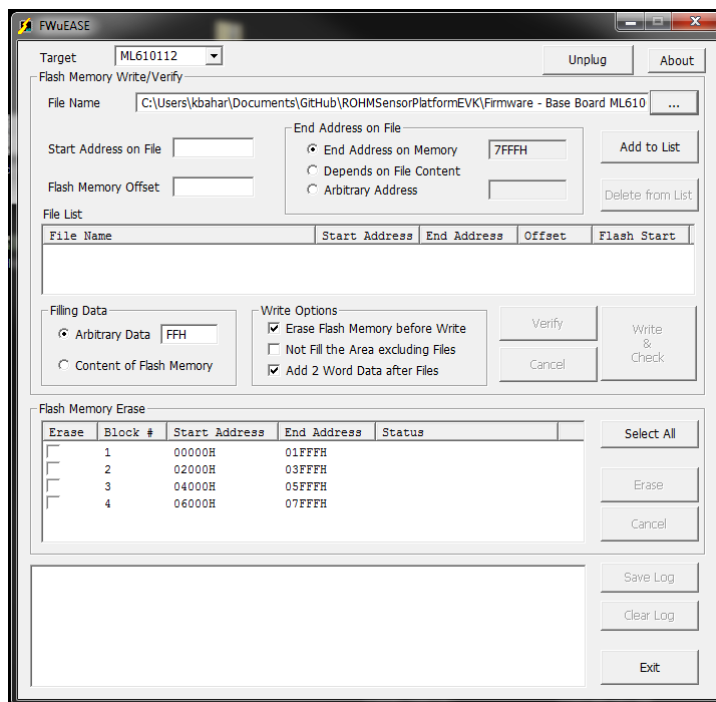 FWuEASE
Target ML610112 Unplug About
Flash Memory Write/Verify
File Name C:\Users\kbahar\Documents\GitHub\ROHMSensorPlatformEVK\Firmware - Base Board ML610 ...
End Address on File
Start Address on File End Address on Memory 7FFFH Add to List
Depends on File Content
Flash Memory Offset Arbitrary Address Delete from List
File List
File Name Start Address End Address Offset Flash Start
Filling Data Write Options
Arbitrary Data FFH Erase Flash Memory before Write Verify Write
Not Fill the Area excluding Files &
Content of Flash Memory Add 2 Word Data after Files Cancel Check
Flash Memory Erase
Erase Block # Start Address End Address Status Select All
1 00000H 01FFFH
2 02000H 03FFFH
3 04000H 05FFFH Erase
4 06000H 07FFFH
Cancel
Save Log
Clear Log
Exit